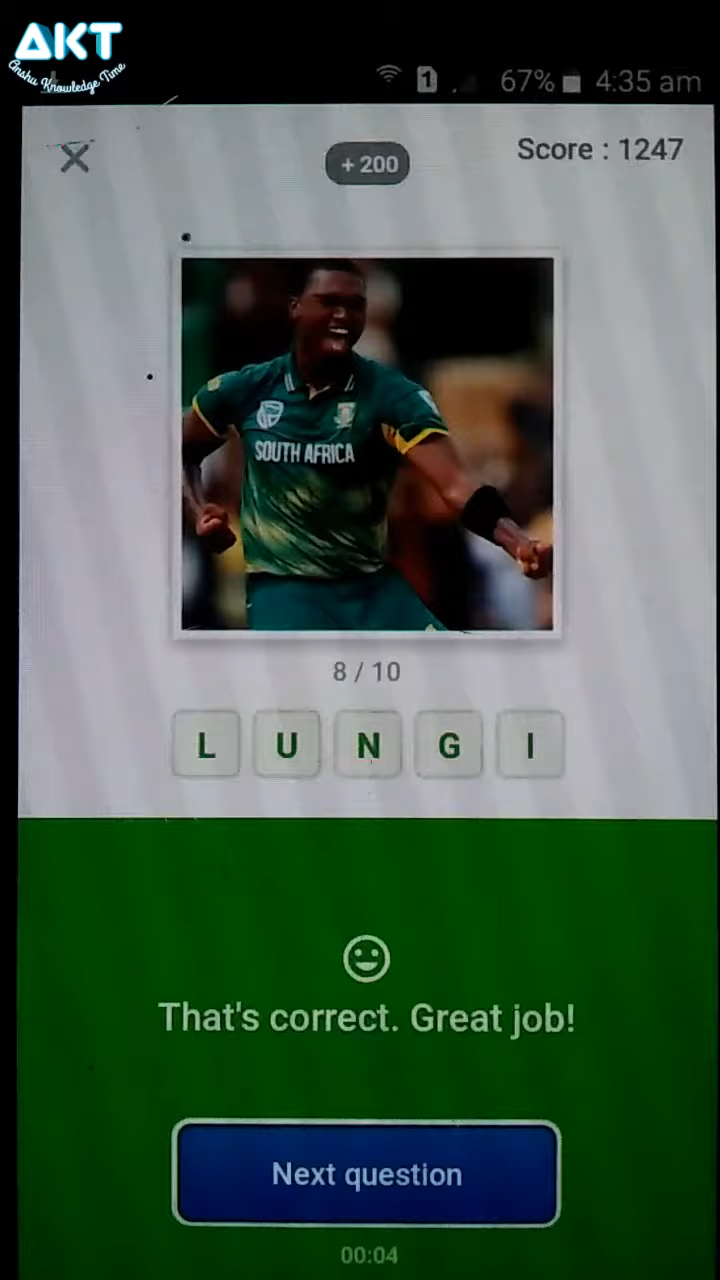 AKT
Anshu Knowledge Time
1
67%
4:35 am
+ 200
Score : 1247
SOUTH AFRICA
8 / 10
L U N G I
That's correct. Great job!
Next question
00:04